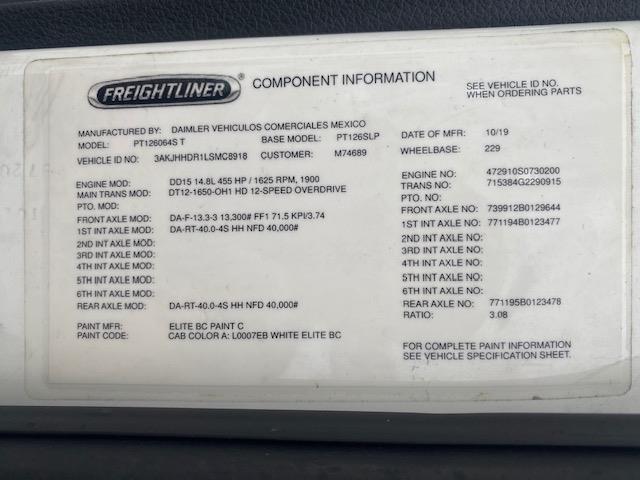 FREIGHTLINER ® COMPONENT INFORMATION
SEE VEHICLE ID NO.
WHEN ORDERING PARTS
MANUFACTURED BY: DAIMLER VEHICULOS COMERCIALES MEXICO
MODEL: PT126064S T BASE MODEL: PT126SLP
VEHICLE ID NO: 3AKJHHDR1LSMC8918 CUSTOMER: M74689
DATE OF MFR: 10/19
WHEELBASE: 229
ENGINE MOD: DD15 14.8L 455 HP / 1625 RPM, 1900
MAIN TRANS MOD: DT12-1650-OH1 HD 12-SPEED OVERDRIVE
PTO. MOD:
FRONT AXLE MOD: DA-F-13.3-3 13,300# FF1 71.5 KPI/3.74
1ST INT AXLE MOD: DA-RT-40.0-4S HH NFD 40,000#
2ND INT AXLE MOD:
3RD INT AXLE MOD:
4TH INT AXLE MOD:
5TH INT AXLE MOD:
6TH INT AXLE MOD:
REAR AXLE MOD: DA-RT-40.0-4S HH NFD 40,000#
ENGINE NO: 472910S0730200
TRANS NO: 715384G2290915
PTO. NO:
FRONT AXLE NO: 739912B0129644
1ST INT AXLE NO: 771194B0123477
2ND INT AXLE NO:
3RD INT AXLE NO:
4TH INT AXLE NO:
5TH INT AXLE NO:
6TH INT AXLE NO:
REAR AXLE NO: 771195B0123478
RATIO: 3.08
PAINT MFR: ELITE BC PAINT C
PAINT CODE: CAB COLOR A: L0007EB WHITE ELITE BC
FOR COMPLETE PAINT INFORMATION
SEE VEHICLE SPECIFICATION SHEET.